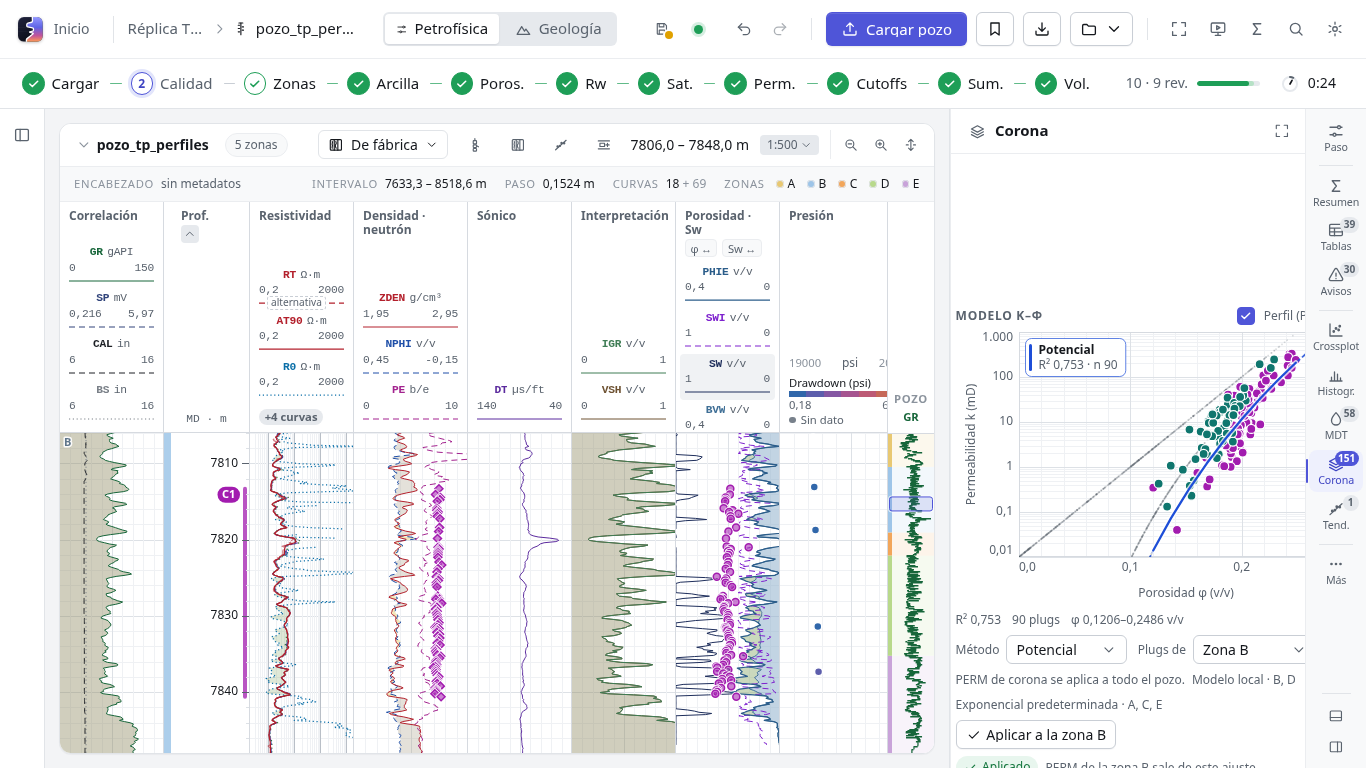 Inicio
Réplica T...
pozo_tp_per...
Petrofísica
Geología
Cargar pozo
Cargar
2
Calidad
Zonas
Arcilla
Poros.
Rw
Sat.
Perm.
Cutoffs
Sum.
Vol.
10 · 9 rev.
0:24
pozo_tp_perfiles
5 zonas
De fábrica
7806,0 – 7848,0 m
1:500
ENCABEZADO sin metadatos
INTERVALO 7633,3 – 8518,6 m
PASO 0,1524 m
CURVAS 18 + 69
ZONAS A B C D E
Correlación
GR gAPI
0 150
SP mV
0,216 5,97
CAL in
6 16
BS in
6 16
Prof.
MD · m
Resistividad
RT Ω·m
0,2 2000
alternativa
AT90 Ω·m
0,2 2000
R0 Ω·m
0,2 2000
+4 curvas
Densidad ·
neutrón
ZDEN g/cm³
1,95 2,95
NPHI v/v
0,45 -0,15
PE b/e
0 10
Sónico
DT µs/ft
140 40
Interpretación
IGR v/v
0 1
VSH v/v
0 1
Porosidad ·
Sw
φ ↔ Sw ↔
PHIE v/v
0,4 0
SWI v/v
1 0
SW v/v
1 0
BVW v/v
0,4 0
Presión
19000 psi 20
Drawdown (psi)
0,18 6
Sin dato
POZO
GR
B
7810
C1
7820
7830
7840
Corona
MODELO K–Φ
Perfil (P
Potencial
R² 0,753 · n 90
Permeabilidad k (mD)
1.000
100
10
1
0,1
0,01
0,0
0,1
0,2
Porosidad φ (v/v)
R² 0,753 90 plugs φ 0,1206–0,2486 v/v
Método Potencial
Plugs de Zona B
PERM de corona se aplica a todo el pozo. Modelo local · B, D
Exponencial predeterminada · A, C, E
Aplicar a la zona B
Aplicado PERM de la zona B sale de este ajuste
Paso
Resumen
39
Tablas
30
Avisos
Crossplot
Histogr.
58
MDT
151
Corona
1
Tend.
Más